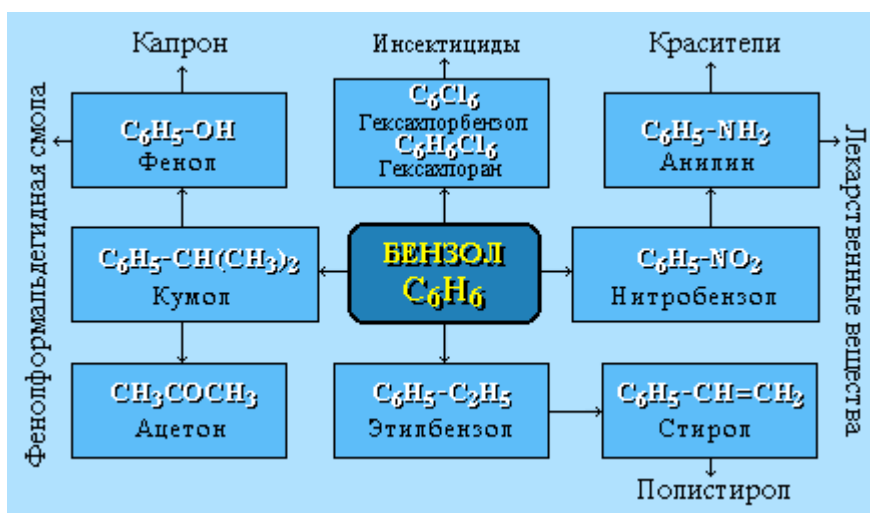 Капрон
Инсектициды
Красители
C₆H₅-OH
Фенол
C₆Cl₆
Гексахлорбензол
C₆H₆Cl₆
Гексахлоран
C₆H₅-NH₂
Анилин
Фенолформальдегидная смола
Лекарственные вещества
C₆H₅-CH(CH₃)₂
Кумол
БЕНЗОЛ
C₆H₆
C₆H₅-NO₂
Нитробензол
CH₃COCH₃
Ацетон
C₆H₅-C₂H₅
Этилбензол
C₆H₅-CH=CH₂
Стирол
Полистирол